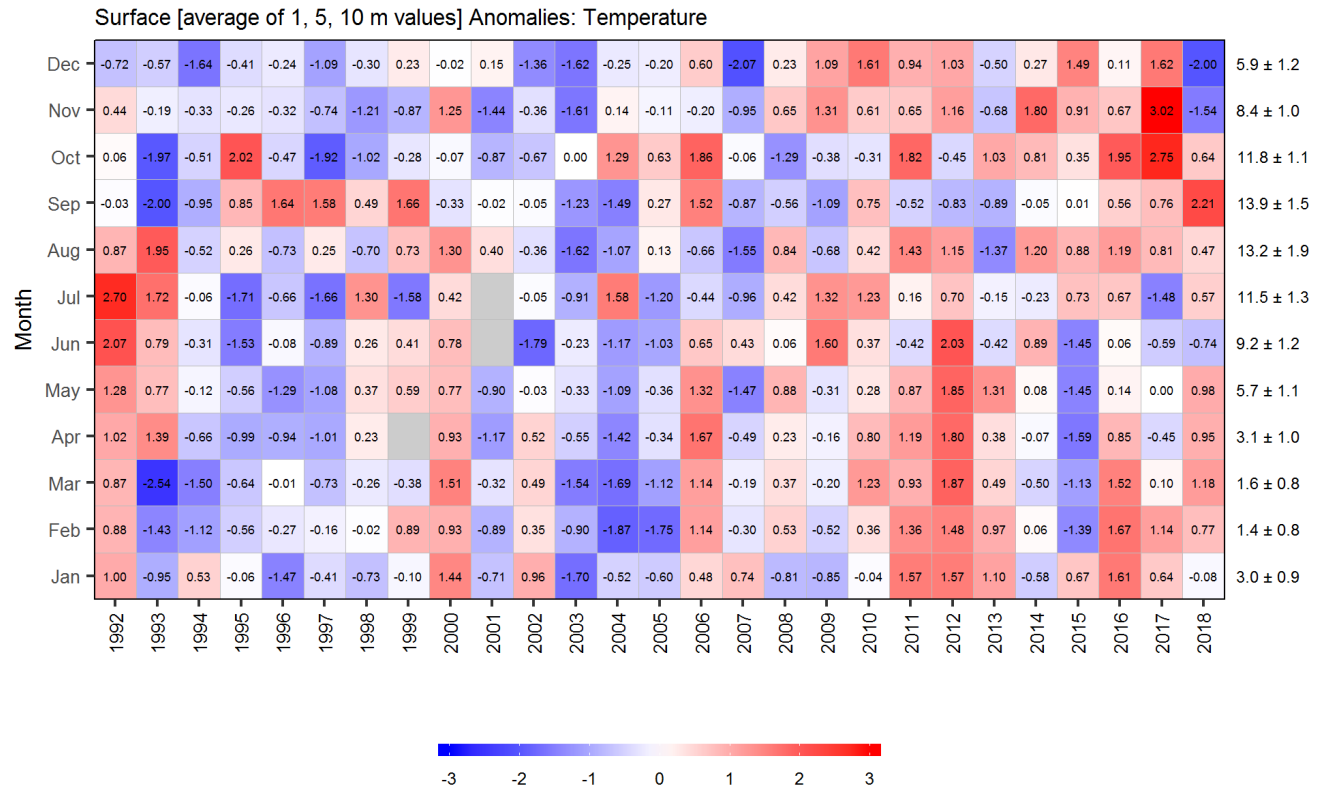 Surface [average of 1, 5, 10 m values] Anomalies: Temperature
Dec -0.72 -0.57 -1.64 -0.41 -0.24 -1.09 -0.30 0.23 -0.02 0.15 -1.36 -1.62 -0.25 -0.20 0.60 -2.07 0.23 1.09 1.61 0.94 1.03 -0.50 0.27 1.49 0.11 1.62 -2.00 5.9 ± 1.2
Nov 0.44 -0.19 -0.33 -0.26 -0.32 -0.74 -1.21 -0.87 1.25 -1.44 -0.36 -1.61 0.14 -0.11 -0.20 -0.95 0.65 1.31 0.61 0.65 1.16 -0.68 1.80 0.91 0.67 3.02 -1.54 8.4 ± 1.0
Oct 0.06 -1.97 -0.51 2.02 -0.47 -1.92 -1.02 -0.28 -0.07 -0.87 -0.67 0.00 1.29 0.63 1.86 -0.06 -1.29 -0.38 -0.31 1.82 -0.45 1.03 0.81 0.35 1.95 2.75 0.64 11.8 ± 1.1
Sep -0.03 -2.00 -0.95 0.85 1.64 1.58 0.49 1.66 -0.33 -0.02 -0.05 -1.23 -1.49 0.27 1.52 -0.87 -0.56 -1.09 0.75 -0.52 -0.83 -0.89 -0.05 0.01 0.56 0.76 2.21 13.9 ± 1.5
Aug 0.87 1.95 -0.52 0.26 -0.73 0.25 -0.70 0.73 1.30 0.40 -0.36 -1.62 -1.07 0.13 -0.66 -1.55 0.84 -0.68 0.42 1.43 1.15 -1.37 1.20 0.88 1.19 0.81 0.47 13.2 ± 1.9
Jul 2.70 1.72 -0.06 -1.71 -0.66 -1.66 1.30 -1.58 0.42 -0.05 -0.91 1.58 -1.20 -0.44 -0.96 0.42 1.32 1.23 0.16 0.70 -0.15 -0.23 0.73 0.67 -1.48 0.57 11.5 ± 1.3
Month
Jun 2.07 0.79 -0.31 -1.53 -0.08 -0.89 0.26 0.41 0.78 -1.79 -0.23 -1.17 -1.03 0.65 0.43 0.06 1.60 0.37 -0.42 2.03 -0.42 0.89 -1.45 0.06 -0.59 -0.74 9.2 ± 1.2
May 1.28 0.77 -0.12 -0.56 -1.29 -1.08 0.37 0.59 0.77 -0.90 -0.03 -0.33 -1.09 -0.36 1.32 -1.47 0.88 -0.31 0.28 0.87 1.85 1.31 0.08 -1.45 0.14 0.00 0.98 5.7 ± 1.1
Apr 1.02 1.39 -0.66 -0.99 -0.94 -1.01 0.23 0.93 -1.17 0.52 -0.55 -1.42 -0.34 1.67 -0.49 0.23 -0.16 0.80 1.19 1.80 0.38 -0.07 -1.59 0.85 -0.45 0.95 3.1 ± 1.0
Mar 0.87 -2.54 -1.50 -0.64 -0.01 -0.73 -0.26 -0.38 1.51 -0.32 0.49 -1.54 -1.69 -1.12 1.14 -0.19 0.37 -0.20 1.23 0.93 1.87 0.49 -0.50 -1.13 1.52 0.10 1.18 1.6 ± 0.8
Feb 0.88 -1.43 -1.12 -0.56 -0.27 -0.16 -0.02 0.89 0.93 -0.89 0.35 -0.90 -1.87 -1.75 1.14 -0.30 0.53 -0.52 0.36 1.36 1.48 0.97 0.06 -1.39 1.67 1.14 0.77 1.4 ± 0.8
Jan 1.00 -0.95 0.53 -0.06 -1.47 -0.41 -0.73 -0.10 1.44 -0.71 0.96 -1.70 -0.52 -0.60 0.48 0.74 -0.81 -0.85 -0.04 1.57 1.57 1.10 -0.58 0.67 1.61 0.64 -0.08 3.0 ± 0.9
1992 1993 1994 1995 1996 1997 1998 1999 2000 2001 2002 2003 2004 2005 2006 2007 2008 2009 2010 2011 2012 2013 2014 2015 2016 2017 2018
-3 -2 -1 0 1 2 3